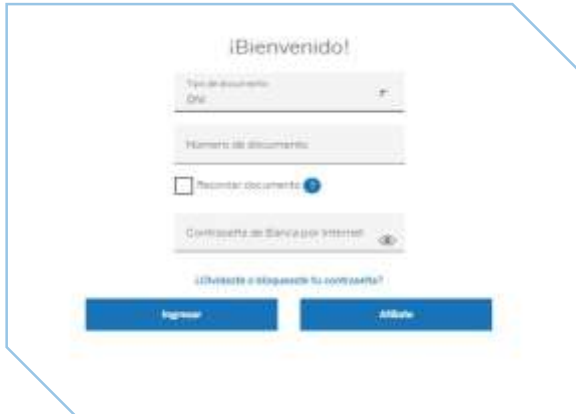 ¡Bienvenido!
Tipo de documento
DNI
Número de documento
Recordar documento ?
Contraseña de Banca por Internet
¿Olvidaste o bloqueaste tu contraseña?
Ingresar Afíliate